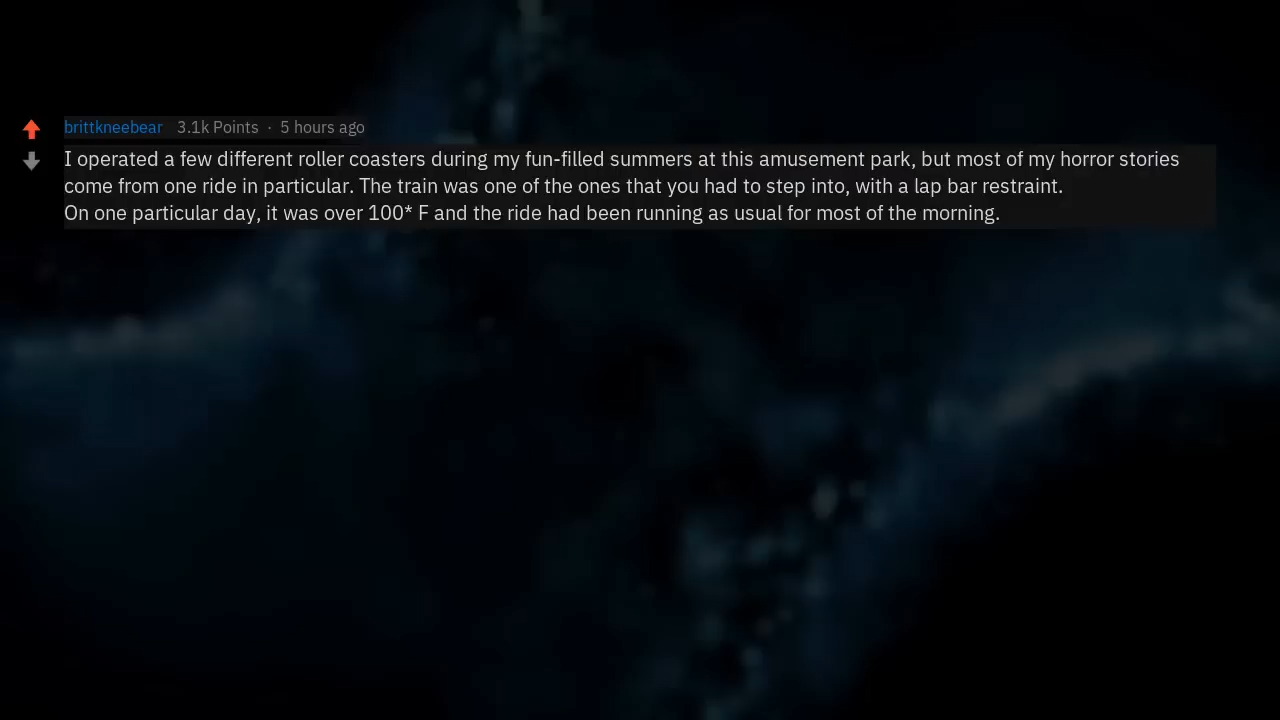 brittkneebear 3.1k Points · 5 hours ago
I operated a few different roller coasters during my fun-filled summers at this amusement park, but most of my horror stories
come from one ride in particular. The train was one of the ones that you had to step into, with a lap bar restraint.
On one particular day, it was over 100* F and the ride had been running as usual for most of the morning.